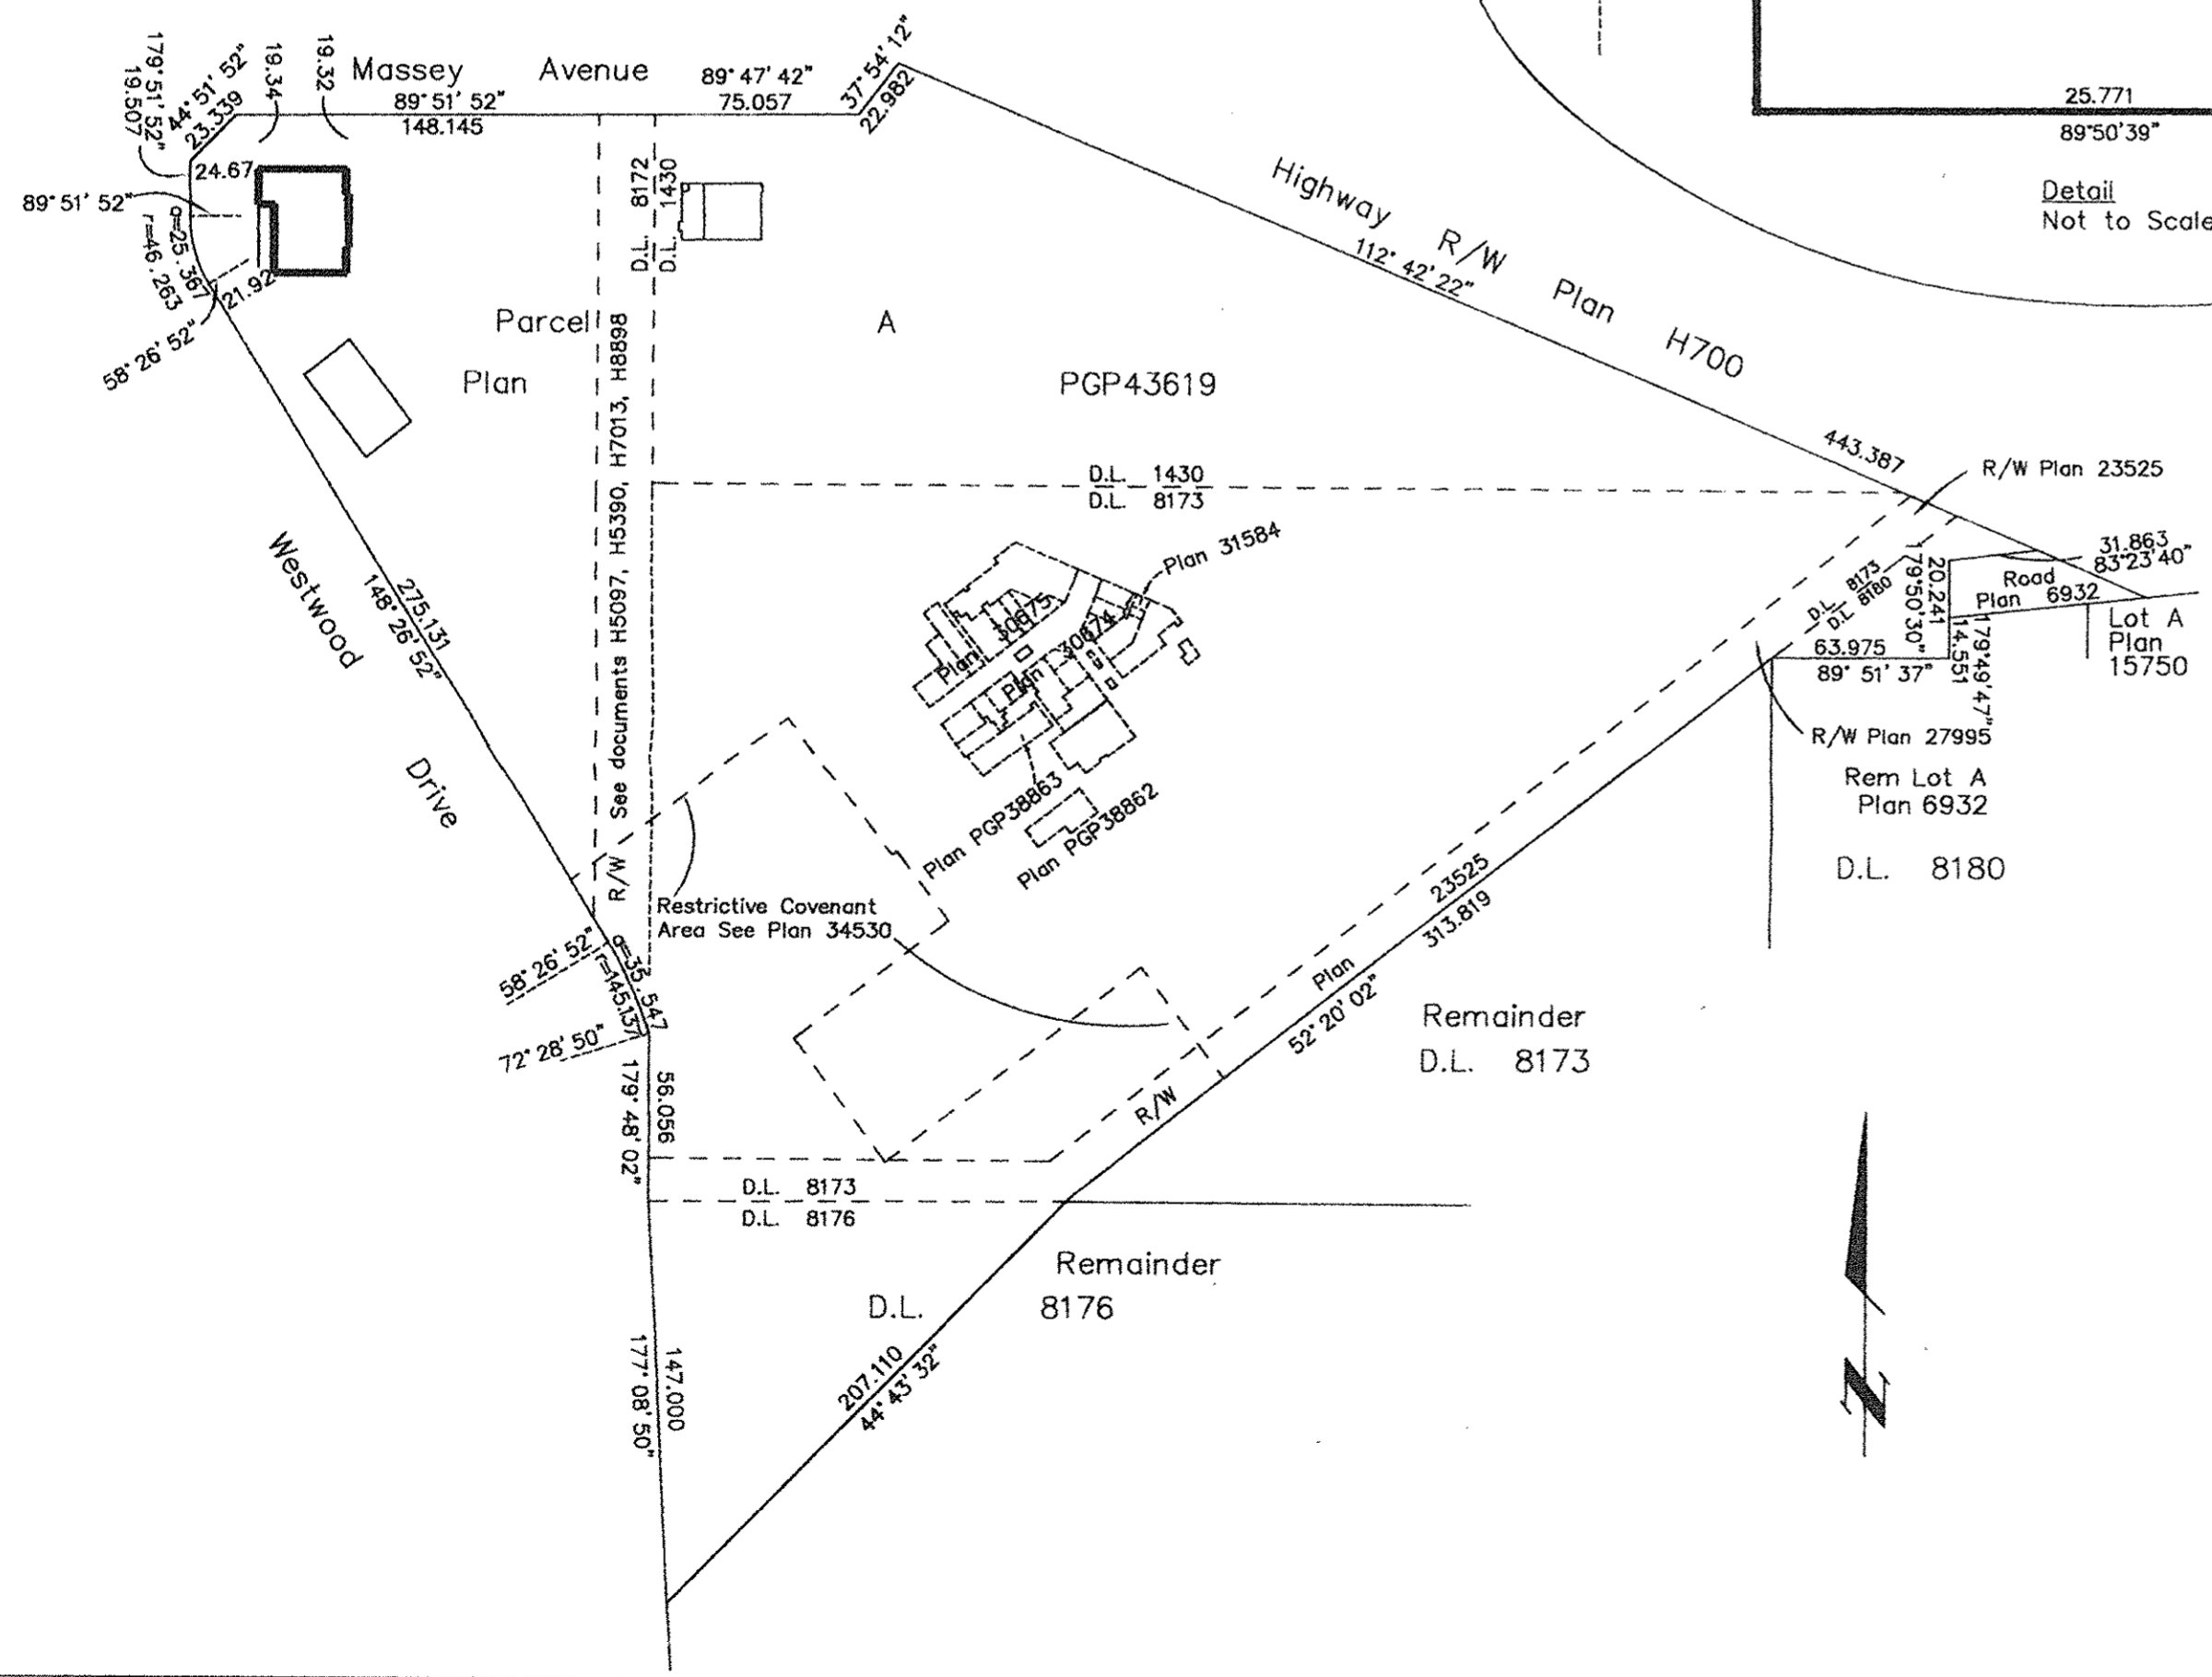 Massey Avenue
89° 51' 52"
148.145
89° 47' 42"
75.057
37° 54' 12"
22.982
179° 51' 52"
19.507
44° 51' 52"
23.339
19.34
19.32
24.67
89° 51' 52"
a=25.367
r=46.263
21.92
58° 26' 52"
25.771
89°50'39"
Detail
Not to Scale
Highway R/W Plan H700
112° 42' 22"
443.387
D.L. 8172
D.L. 1430
Parcel A
Plan PGP43619
R/W See documents H5097, H5390, H7013, H8898
D.L. 1430
D.L. 8173
R/W Plan 23525
31.863
83°23'40"
Road
Plan 6932
20.241
179°50'30"
D.L. 8173
D.L. 8180
63.975
89° 51' 37"
14.551
179°49'47"
Lot A
Plan
15750
R/W Plan 27995
Rem Lot A
Plan 6932
D.L. 8180
Westwood Drive
275.131
148° 26' 52"
Plan 31584
Plan 30675
Plan 30674
Plan PGP38863
Plan PGP38862
Restrictive Covenant
Area See Plan 34530
58° 26' 52"
a=35.547
r=145.137
72° 28' 50"
56.056
179° 48' 02"
R/W Plan 23525
313.819
52° 20' 02"
Remainder
D.L. 8173
D.L. 8173
D.L. 8176
Remainder
D.L. 8176
147.000
177° 08' 50"
207.110
44° 43' 32"
N